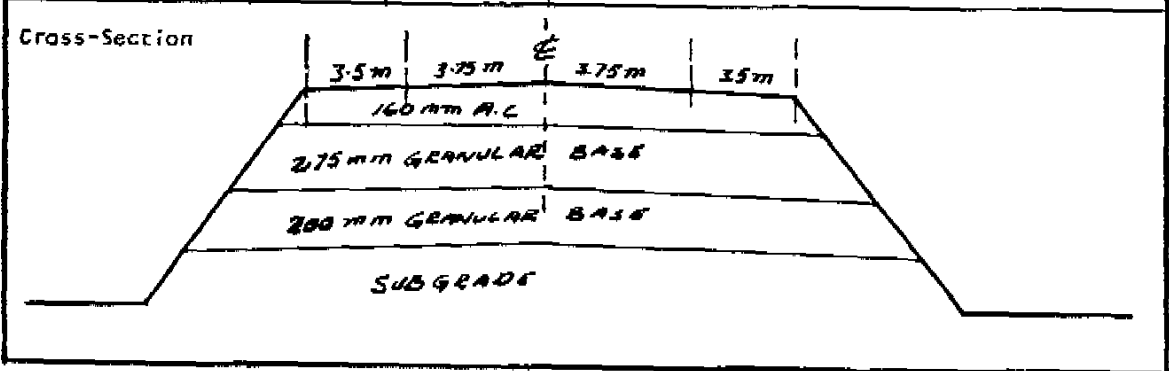 Cross-Section
℄
3.5 m 3.75 m 3.75 m 3.5 m
160 mm A.C
275 mm GRANULAR BASE
200 mm GRANULAR BASE
SUBGRADE